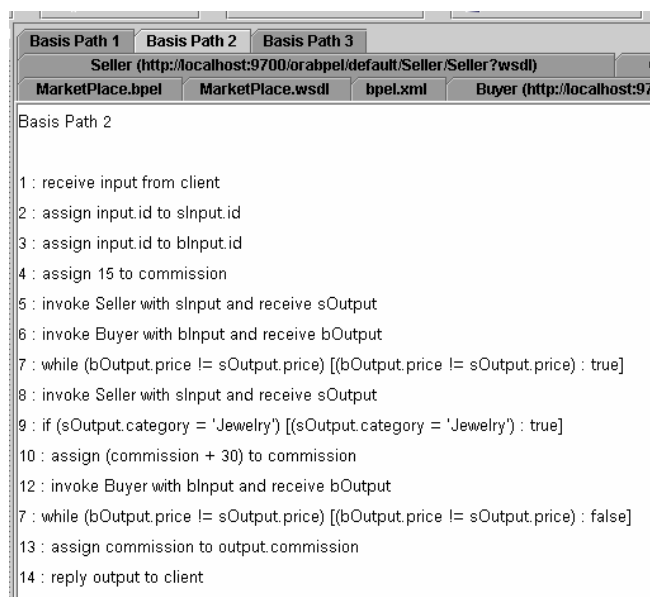 Basis Path 1 Basis Path 2 Basis Path 3
Seller (http://localhost:9700/orabpel/default/Seller/Seller?wsdl)
MarketPlace.bpel MarketPlace.wsdl bpel.xml Buyer (http://localhost:97
Basis Path 2
1 : receive input from client
2 : assign input.id to sInput.id
3 : assign input.id to bInput.id
4 : assign 15 to commission
5 : invoke Seller with sInput and receive sOutput
6 : invoke Buyer with bInput and receive bOutput
7 : while (bOutput.price != sOutput.price) [(bOutput.price != sOutput.price) : true]
8 : invoke Seller with sInput and receive sOutput
9 : if (sOutput.category = 'Jewelry') [(sOutput.category = 'Jewelry') : true]
10 : assign (commission + 30) to commission
12 : invoke Buyer with bInput and receive bOutput
7 : while (bOutput.price != sOutput.price) [(bOutput.price != sOutput.price) : false]
13 : assign commission to output.commission
14 : reply output to client